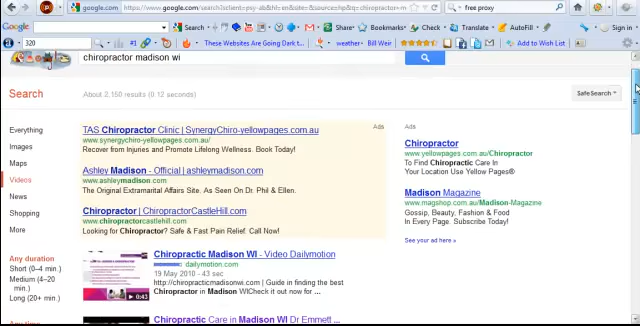 google.com
google.com/search?client=psy-ab&hl=en&site=&source=hp&q=chiropractor+m
free proxy
Google
Search
Share
Bookmarks
Check
Translate
AutoFill
Sign in
320
#1
These Websites Are Going Dark t...
weather
Bill Weir
Add to Wish List
chiropractor madison wi
Search
About 2,150 results (0.12 seconds)
SafeSearch
Everything
Images
Maps
Videos
News
Shopping
More
Any duration
Short (0–4 min.)
Medium (4–20
min.)
Long (20+ min.)
Ads
TAS Chiropractor Clinic | SynergyChiro-yellowpages.com.au
www.synergychiro-yellowpages.com.au/
Recover from Injuries and Promote Lifelong Wellness. Book Today!
Ashley Madison - Official | ashleymadison.com
www.ashleymadison.com
The Original Extramarital Affairs Site. As Seen On Dr. Phil & Ellen.
Chiropractor | ChiropractorCastleHill.com
www.chiropractorcastlehill.com
Looking for Chiropractor? Safe & Fast Pain Relief. Call Now!
Chiropractic Madison WI - Video Dailymotion
dailymotion.com
19 May 2010 - 43 sec
http://chiropracticmadisonwi.com | Guide in finding the best
Chiropractor in Madison WICheck it out now for ...
0:43
Chiropractic Care in Madison WI Dr Emmett ...
Ads
Chiropractor
www.yellowpages.com.au/Chiropractor
To Find Chiropractic Care In
Your Location Use Yellow Pages®
Madison Magazine
www.magshop.com.au/Madison-Magazine
Gossip, Beauty, Fashion & Food
In Every Page. Subscribe Today!
See your ad here »